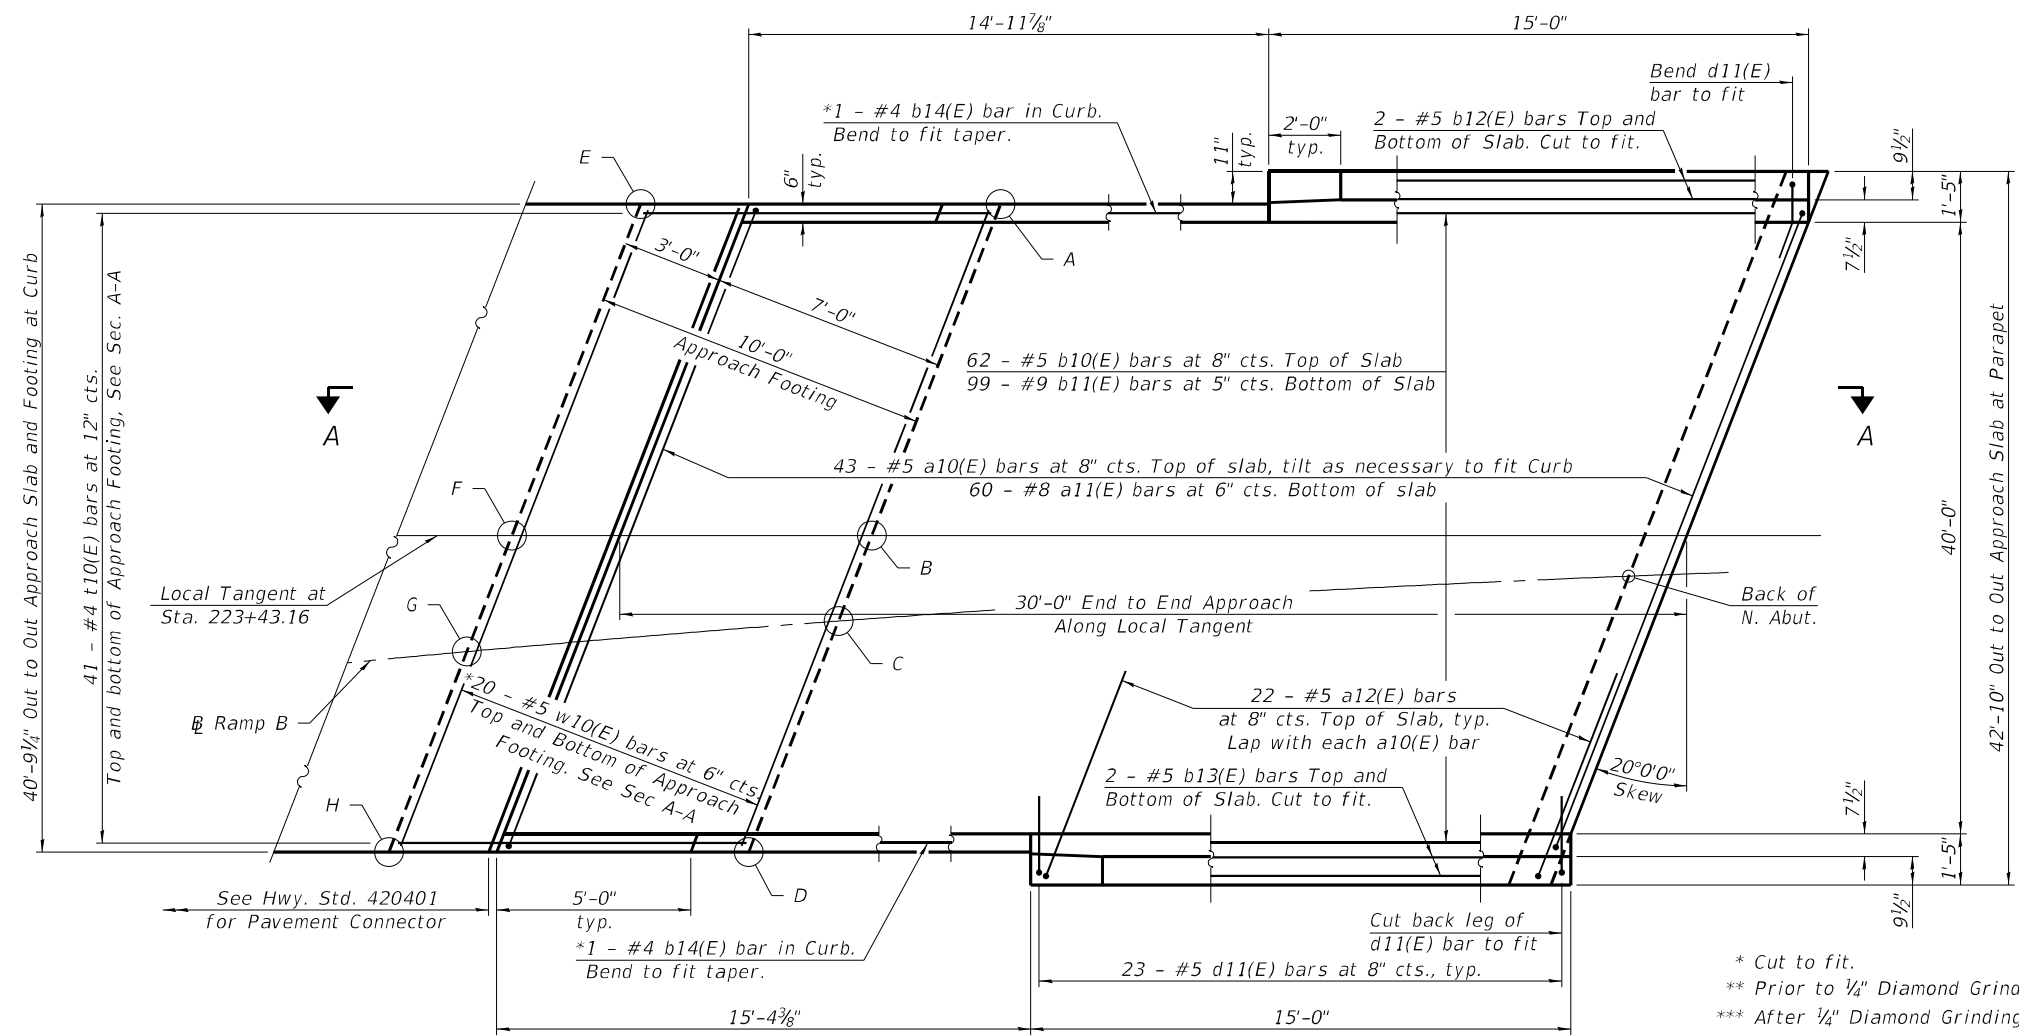 14'-11⅞"
15'-0"
Bend d11(E)
bar to fit
*1 - #4 b14(E) bar in Curb.
Bend to fit taper.
2'-0"
typ.
2 - #5 b12(E) bars Top and
Bottom of Slab. Cut to fit.
11"
typ.
6"
typ.
9½"
1'-5"
7½"
E
A
3'-0"
7'-0"
10'-0"
Approach Footing
62 - #5 b10(E) bars at 8" cts. Top of Slab
99 - #9 b11(E) bars at 5" cts. Bottom of Slab
A
A
40'-9¼" Out to Out Approach Slab and Footing at Curb
41 - #4 t10(E) bars at 12" cts.
Top and bottom of Approach Footing, See Sec. A-A
43 - #5 a10(E) bars at 8" cts. Top of slab, tilt as necessary to fit Curb
60 - #8 a11(E) bars at 6" cts. Bottom of slab
40'-0"
42'-10" Out to Out Approach Slab at Parapet
F
B
Local Tangent at
Sta. 223+43.16
G
C
30'-0" End to End Approach
Along Local Tangent
Back of
N. Abut.
*20 - #5 w10(E) bars at 6" cts.
Top and Bottom of Approach
Footing. See Sec A-A
22 - #5 a12(E) bars
at 8" cts. Top of Slab, typ.
Lap with each a10(E) bar
℄ Ramp B
2 - #5 b13(E) bars Top and
Bottom of Slab. Cut to fit.
20°0'0"
Skew
H
D
7½"
1'-5"
9½"
See Hwy. Std. 420401
for Pavement Connector
5'-0"
typ.
*1 - #4 b14(E) bar in Curb.
Bend to fit taper.
Cut back leg of
d11(E) bar to fit
23 - #5 d11(E) bars at 8" cts., typ.
15'-4⅜"
15'-0"
* Cut to fit.
** Prior to ¼" Diamond Grind
*** After ¼" Diamond Grinding